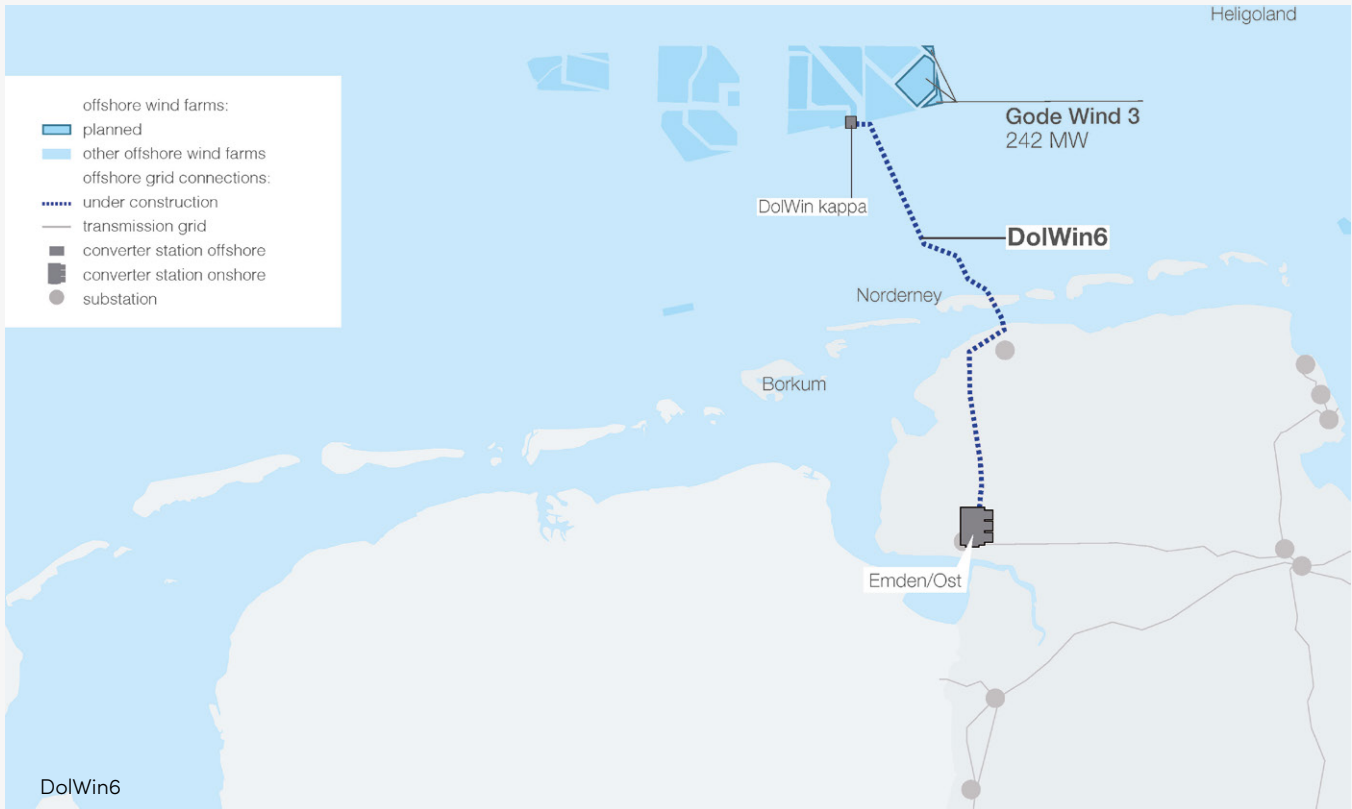 Heligoland
offshore wind farms:
planned
other offshore wind farms
offshore grid connections:
under construction
transmission grid
converter station offshore
converter station onshore
substation
Gode Wind 3
242 MW
DolWin kappa
DolWin6
Norderney
Borkum
Emden/Ost
DolWin6